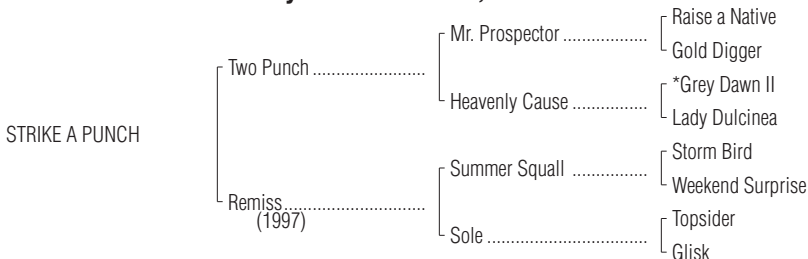 Raise a Native
Mr. Prospector ..................
Gold Digger
Two Punch ........................
*Grey Dawn II
Heavenly Cause ................
Lady Dulcinea
STRIKE A PUNCH
Storm Bird
Summer Squall ................
Weekend Surprise
Remiss..............................
(1997)
Topsider
Sole ..................................
Glisk